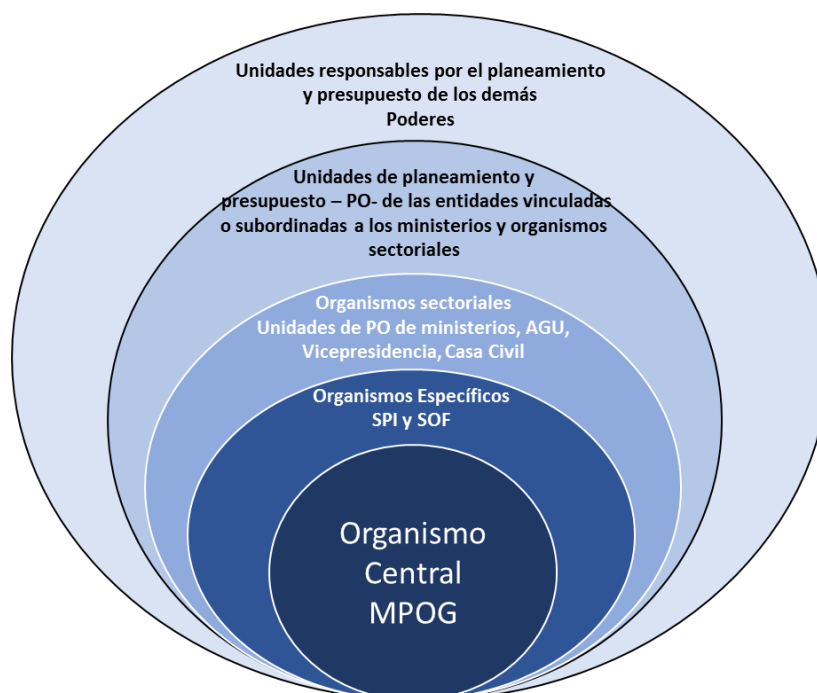 Unidades responsables por el planeamiento
y presupuesto de los demás
Poderes
Unidades de planeamiento y
presupuesto – PO- de las entidades vinculadas
o subordinadas a los ministerios y organismos
sectoriales
Organismos sectoriales
Unidades de PO de ministerios, AGU,
Vicepresidencia, Casa Civil
Organismos Específicos
SPI y SOF
Organismo
Central
MPOG